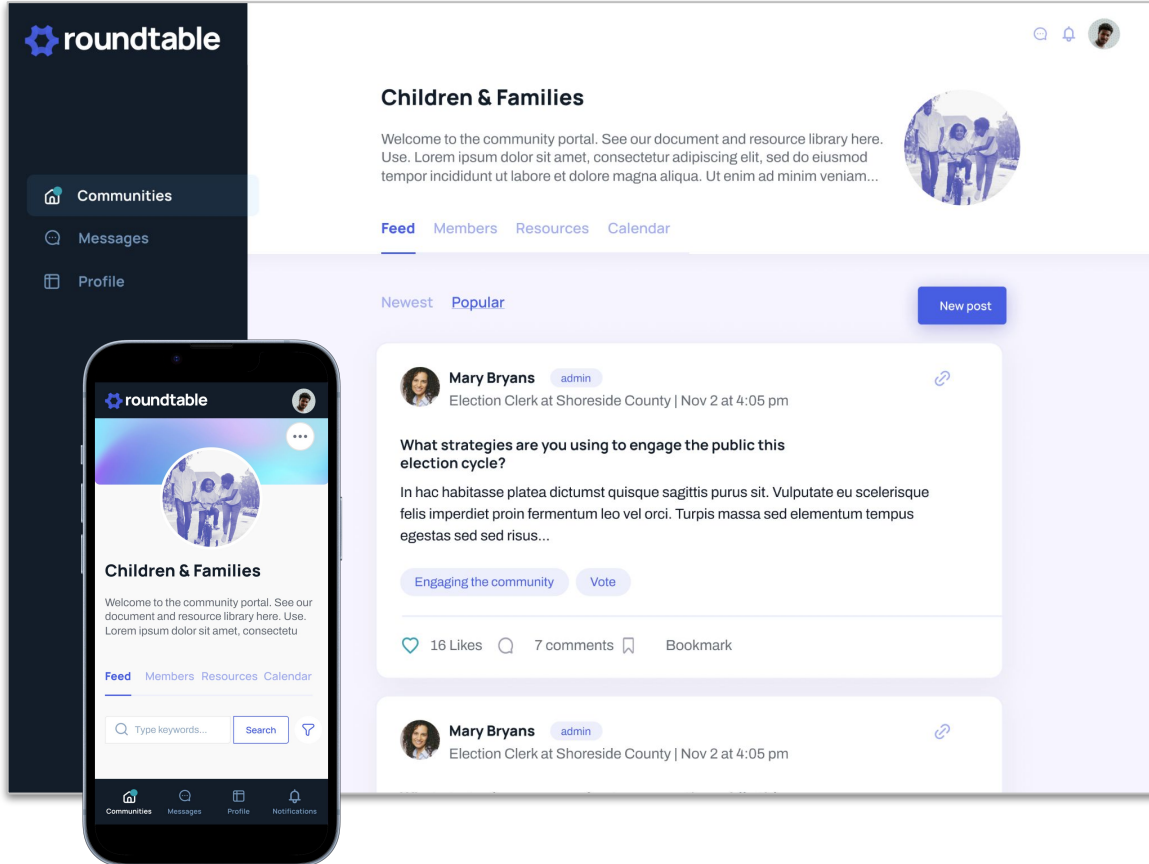 roundtable
Communities
Messages
Profile
Children & Families
Welcome to the community portal. See our document and resource library here.
Use. Lorem ipsum dolor sit amet, consectetur adipiscing elit, sed do eiusmod
tempor incididunt ut labore et dolore magna aliqua. Ut enim ad minim veniam...
Feed Members Resources Calendar
Newest Popular
New post
Mary Bryans admin
Election Clerk at Shoreside County | Nov 2 at 4:05 pm
What strategies are you using to engage the public this
election cycle?
In hac habitasse platea dictumst quisque sagittis purus sit. Vulputate eu scelerisque
felis imperdiet proin fermentum leo vel orci. Turpis massa sed elementum tempus
egestas sed sed risus...
Engaging the community Vote
16 Likes 7 comments Bookmark
Mary Bryans admin
Election Clerk at Shoreside County | Nov 2 at 4:05 pm
roundtable
Children & Families
Welcome to the community portal. See our
document and resource library here. Use.
Lorem ipsum dolor sit amet, consectetu
Feed Members Resources Calendar
Type keywords... Search
Communities Messages Profile Notifications